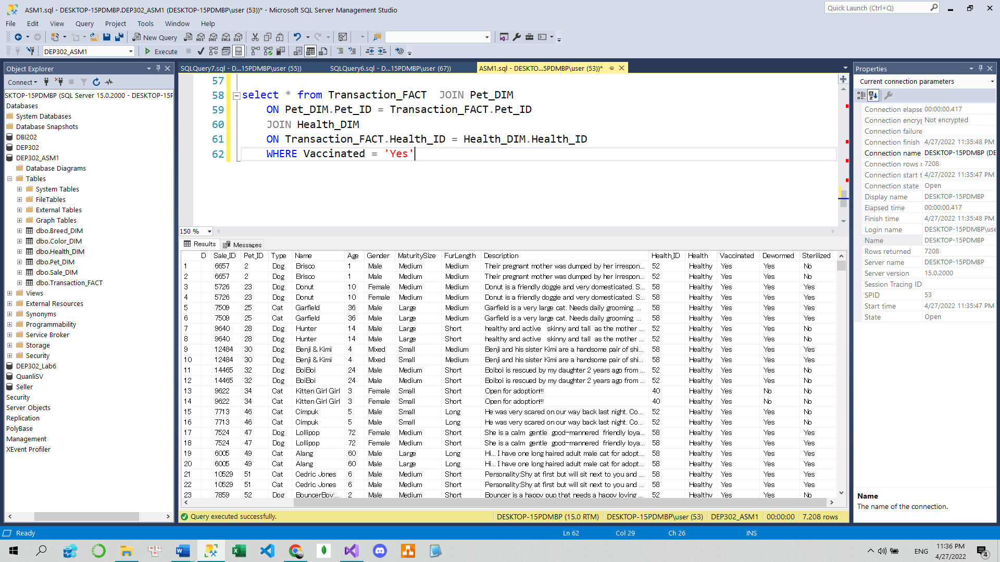 ASM1.sql - DESKTOP-15PDMBP.DEP302_ASM1 (DESKTOP-15PDMBP\user (53))* - Microsoft SQL Server Management Studio
Quick Launch (Ctrl+Q)
File Edit View Query Project Tools Window Help
New Query MDX DMX XMLA DAX
DEP302_ASM1 Execute
Object Explorer
Connect
SKTOP-15PDMBP (SQL Server 15.0.2000 - DESKTOP-15P
Databases
System Databases
Database Snapshots
DBI202
DEP302
DEP302_ASM1
Database Diagrams
Tables
System Tables
FileTables
External Tables
Graph Tables
dbo.Breed_DIM
dbo.Color_DIM
dbo.Health_DIM
dbo.Pet_DIM
dbo.Sale_DIM
dbo.Transaction_FACT
Views
External Resources
Synonyms
Programmability
Service Broker
Storage
Security
DEP302_Lab6
QuanliSV
Seller
Security
Server Objects
Replication
PolyBase
Management
XEvent Profiler
SQLQuery7.sql - D...15PDMBP\user (55)) SQLQuery6.sql - D...15PDMBP\user (67)) ASM1.sql - DESKTO...5PDMBP\user (53))*
57
58 select * from Transaction_FACT  JOIN Pet_DIM
59 ON Pet_DIM.Pet_ID = Transaction_FACT.Pet_ID
60 JOIN Health_DIM
61 ON Transaction_FACT.Health_ID = Health_DIM.Health_ID
62 WHERE Vaccinated = 'Yes'
150 %
Results Messages
D Sale_ID Pet_ID Type Name Age Gender MaturitySize FurLength Description Health_ID Health Vaccinated Dewormed Sterilized
1 6657 2 Dog Brisco 1 Male Medium Medium Their pregnant mother was dumped by her irrespon... 52 Healthy Yes Yes No
2 6657 2 Dog Brisco 1 Male Medium Medium Their pregnant mother was dumped by her irrespon... 52 Healthy Yes Yes No
3 5726 23 Dog Donut 10 Female Medium Medium Donut is a friendly doggie and very domesticated. S... 58 Healthy Yes Yes Yes
4 5726 23 Dog Donut 10 Female Medium Medium Donut is a friendly doggie and very domesticated. S... 58 Healthy Yes Yes Yes
5 7509 25 Cat Garfield 36 Male Large Medium Garfield is a very large cat. Needs daily grooming. ... 58 Healthy Yes Yes Yes
6 7509 25 Cat Garfield 36 Male Large Medium Garfield is a very large cat. Needs daily grooming. ... 58 Healthy Yes Yes Yes
7 9640 28 Dog Hunter 14 Male Large Short healthy and active  skinny and tall  as the mother ... 52 Healthy Yes Yes No
8 9640 28 Dog Hunter 14 Male Large Short healthy and active  skinny and tall  as the mother ... 52 Healthy Yes Yes No
9 12484 30 Dog Benji & Kimi 4 Mixed Small Medium Benji and his sister Kimi are a handsome pair of shi... 58 Healthy Yes Yes Yes
10 12484 30 Dog Benji & Kimi 4 Mixed Small Medium Benji and his sister Kimi are a handsome pair of shi... 58 Healthy Yes Yes Yes
11 14465 32 Dog BoiBoi 24 Male Medium Short Boiboi is rescued by my daughter 2 years ago from ... 52 Healthy Yes Yes No
12 14465 32 Dog BoiBoi 24 Male Medium Short Boiboi is rescued by my daughter 2 years ago from ... 52 Healthy Yes Yes No
13 9622 34 Cat Kitten Girl Girl 3 Female Small Short Open for adoption!!! 40 Healthy Yes No No
14 9622 34 Cat Kitten Girl Girl 3 Female Small Short Open for adoption!!! 40 Healthy Yes No No
15 7713 46 Cat Cimpuk 5 Male Small Long He was very scared on our way back last night. Co... 52 Healthy Yes Yes No
16 7713 46 Cat Cimpuk 5 Male Small Long He was very scared on our way back last night. Co... 52 Healthy Yes Yes No
17 7524 47 Dog Lollipop 72 Female Medium Short She is a calm  gentle  good-mannered  friendly loya... 58 Healthy Yes Yes Yes
18 7524 47 Dog Lollipop 72 Female Medium Short She is a calm  gentle  good-mannered  friendly loya... 58 Healthy Yes Yes Yes
19 6005 49 Cat Alang 60 Male Large Long Hi... I have one long haired adult male cat for adopt... 58 Healthy Yes Yes Yes
20 6005 49 Cat Alang 60 Male Large Long Hi... I have one long haired adult male cat for adopt... 58 Healthy Yes Yes Yes
21 10529 51 Cat Cedric Jones 6 Male Medium Short Personality:Shy at first but will sit next to you and ... 58 Healthy Yes Yes Yes
22 10529 51 Cat Cedric Jones 6 Male Medium Short Personality:Shy at first but will sit next to you and ... 58 Healthy Yes Yes Yes
23 7859 52 Dog BouncerBoy:... 2 Male Medium Short Bouncer is a happy pup that needs a happy loving ... 52 Healthy Yes Yes No
Query executed successfully. DESKTOP-15PDMBP (15.0 RTM) DESKTOP-15PDMBP\user (53) DEP302_ASM1 00:00:00 7,208 rows
Properties
Current connection parameters
Connection elapse 00:00:00.417
Connection encryp Not encrypted
Connection failure
Connection finish 4/27/2022 11:35:48 PM
Connection name DESKTOP-15PDMBP (DE
Connection rows r 7208
Connection start t 4/27/2022 11:35:47 PM
Connection state Open
Display name DESKTOP-15PDMBP
Elapsed time 00:00:00.417
Finish time 4/27/2022 11:35:48 PM
Login name DESKTOP-15PDMBP\use
Name DESKTOP-15PDMBP
Rows returned 7208
Server name DESKTOP-15PDMBP
Server version 15.0.2000
Session Tracing ID
SPID 53
Start time 4/27/2022 11:35:47 PM
State Open
Name
The name of the connection.
Ready Ln 62 Col 29 Ch 26 INS
ENG 11:36 PM
4/27/2022
4